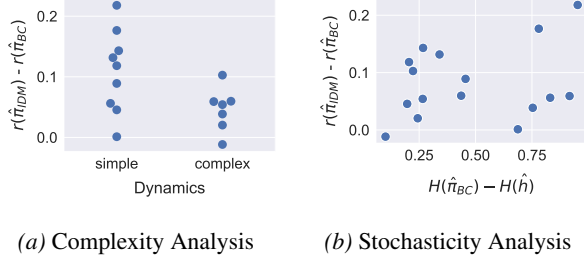 r(π̂_IDM) - r(π̂_BC)
0.2
0.1
0.0
simple complex
Dynamics
(a) Complexity Analysis
r(π̂_IDM) - r(π̂_BC)
0.2
0.1
0.0
0.25 0.50 0.75
H(π̂_BC) − H(ĥ)
(b) Stochasticity Analysis